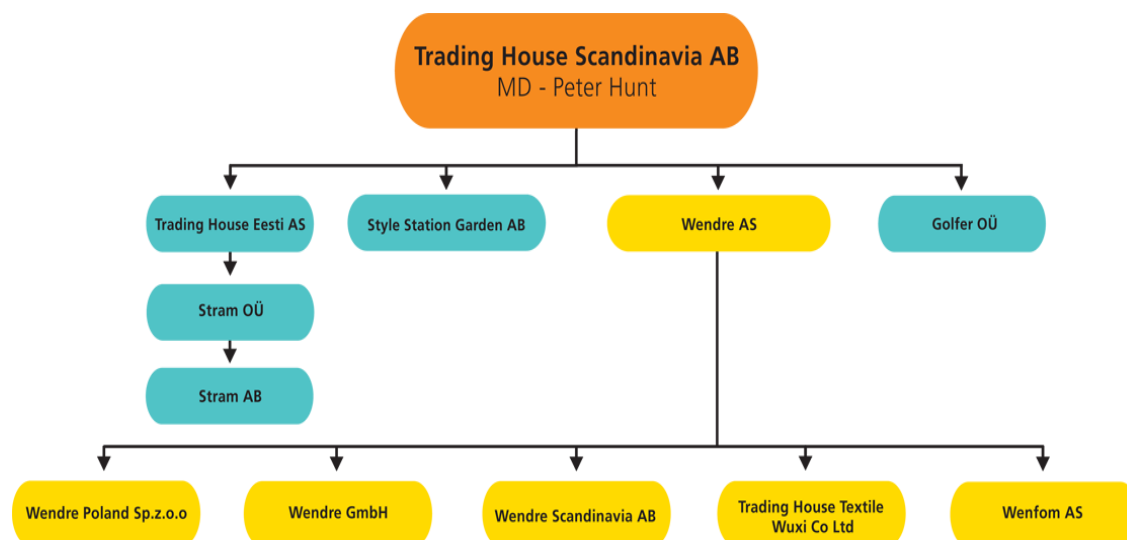 Trading House Scandinavia AB
MD - Peter Hunt
Trading House Eesti AS
Style Station Garden AB
Wendre AS
Golfer OÜ
Stram OÜ
Stram AB
Wendre Poland Sp.z.o.o
Wendre GmbH
Wendre Scandinavia AB
Trading House Textile
Wuxi Co Ltd
Wenfom AS